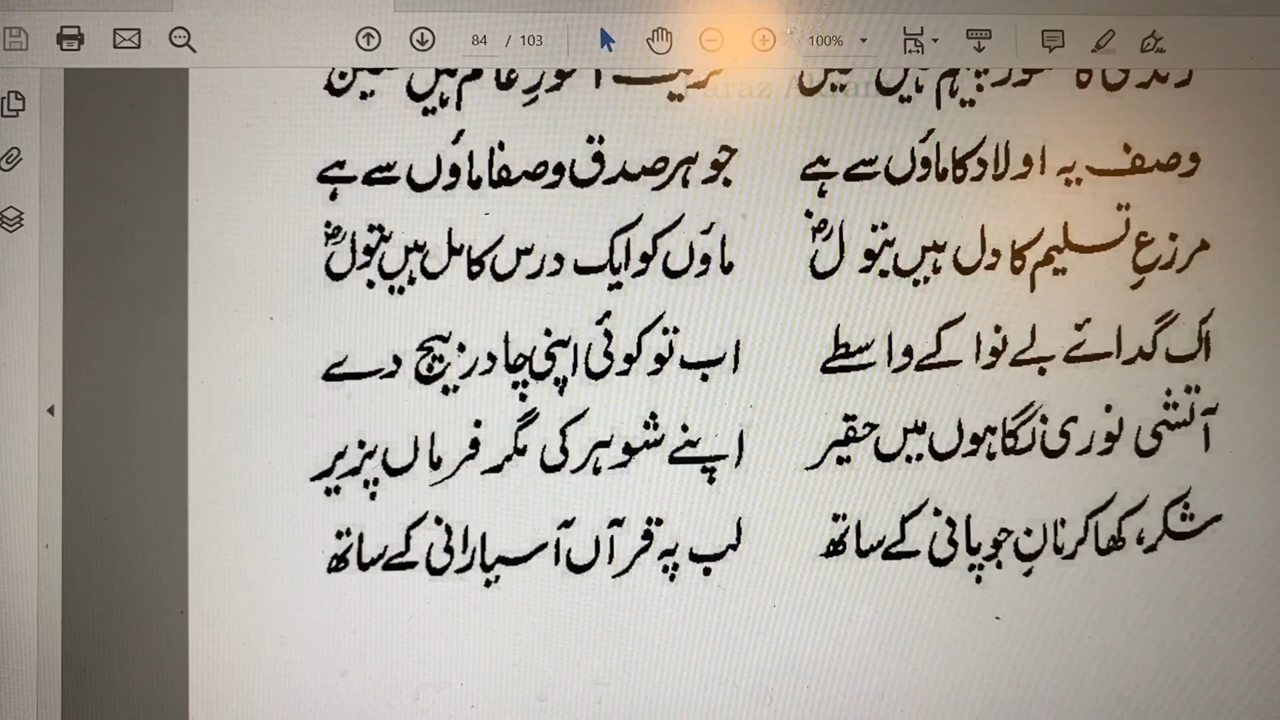 84 / 103 100%
وصف یہ اولاد کا ماؤں سے ہے جوہر صدق و صفا ماؤں سے ہے
مرزعِ تسلیم کا دل ہیں بتولؓ ماؤں کو ایک درس کامل ہیں بتولؓ
اک گدائے بے نوا کے واسطے اب تو کوئی اپنی چادر بیچ دے
آتشی نوری نگاہوں میں حقیر اپنے شوہر کی مگر فرماں پزیر
شکر، کھا کر نانِ جو پانی کے ساتھ لب پہ قرآں آسیا رانی کے ساتھ